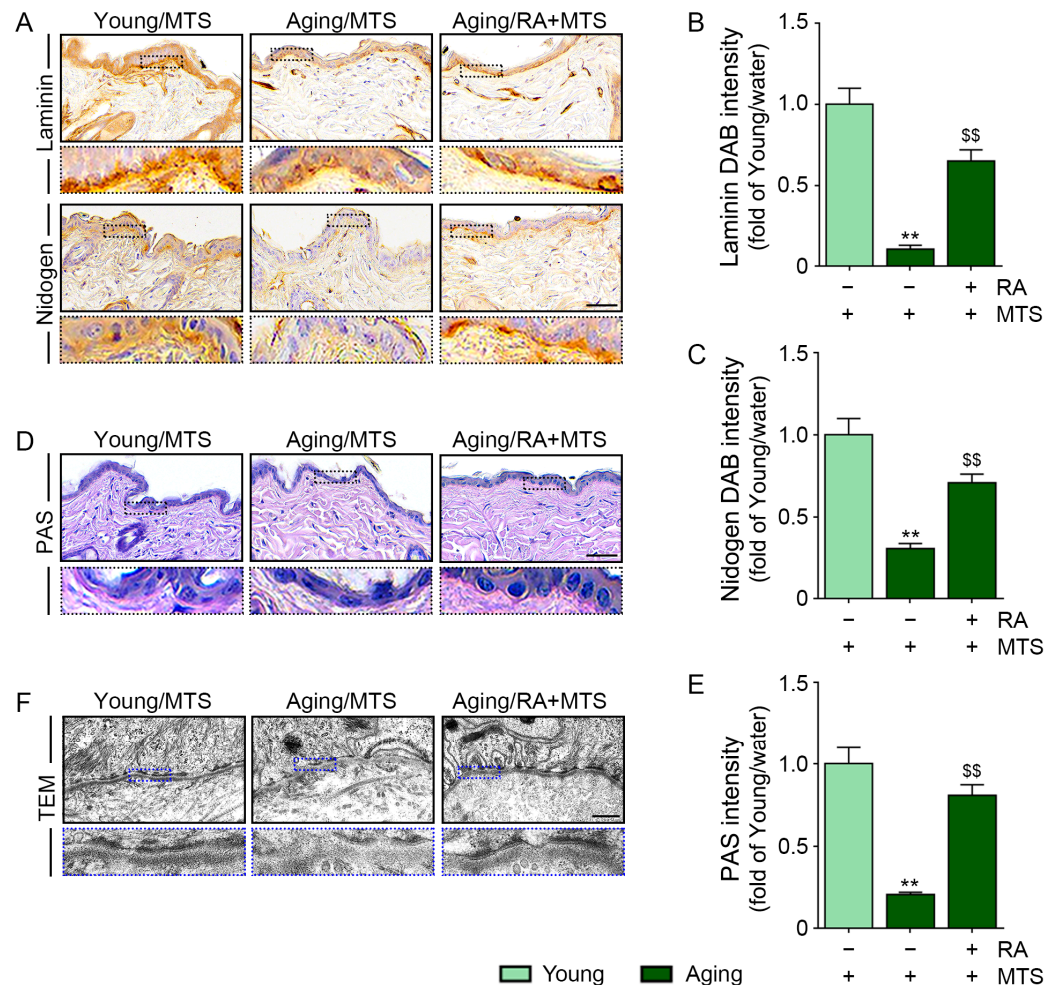 A
Young/MTS
Aging/MTS
Aging/RA+MTS
Laminin
Nidogen
B
Laminin DAB intensity
(fold of Young/water)
1.5
1.0
0.5
0
**
$$
− − + RA
+ + + MTS
C
Nidogen DAB intensity
(fold of Young/water)
1.5
1.0
0.5
0
**
$$
− − + RA
+ + + MTS
D
Young/MTS
Aging/MTS
Aging/RA+MTS
PAS
E
PAS intensity
(fold of Young/water)
1.5
1.0
0.5
0
**
$$
− − + RA
+ + + MTS
F
Young/MTS
Aging/MTS
Aging/RA+MTS
TEM
Young
Aging